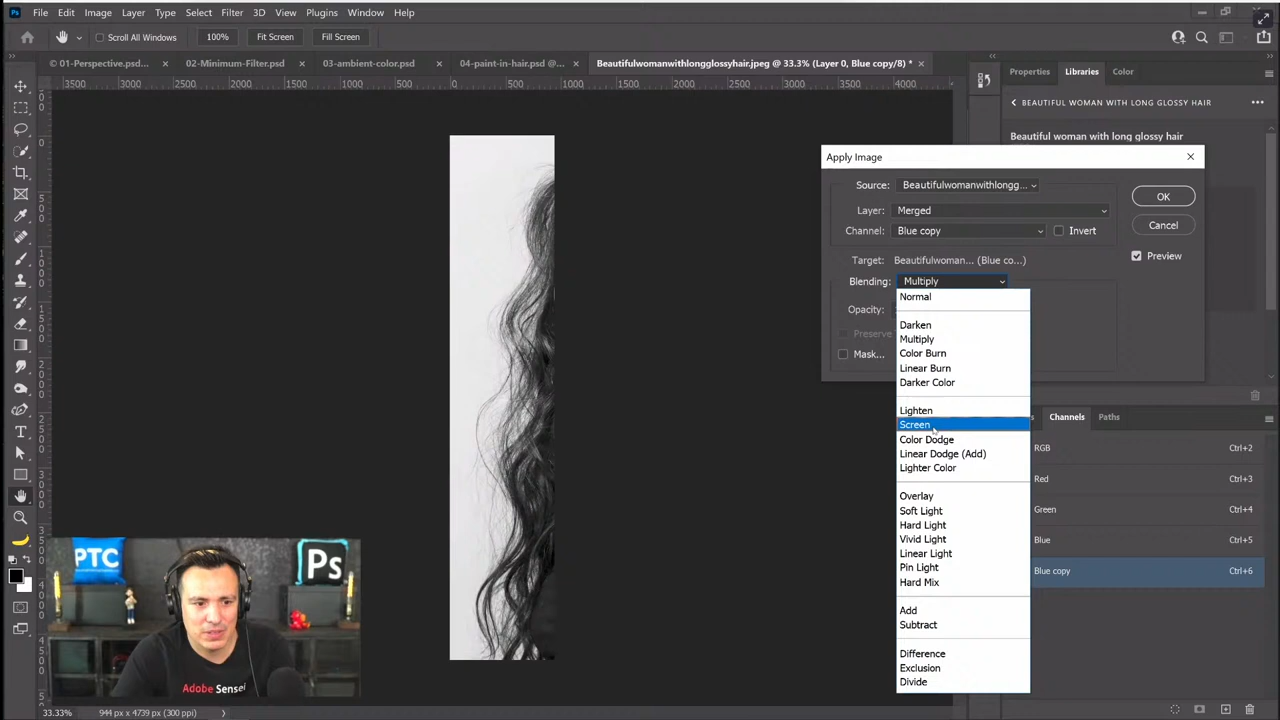 Ps File Edit Image Layer Type Select Filter 3D View Plugins Window Help
Scroll All Windows 100% Fit Screen Fill Screen
© 01-Perspective.psd... × 02-Minimum-Filter.psd × 03-ambient-color.psd × 04-paint-in-hair.psd @... × Beautifulwomanwithlongglossyhair.jpeg @ 33.3% (Layer 0, Blue copy/8) * ×
3500 3000 2500 2000 1500 1000 500 0 500 1000 1500 2000 2500 3000 3500 4000 4500
Properties Libraries Color
BEAUTIFUL WOMAN WITH LONG GLOSSY HAIR
Beautiful woman with long glossy hair
Apply Image
Source: Beautifulwomanwithlongg...
Layer: Merged
Channel: Blue copy Invert
Target: Beautifulwoman... (Blue co...)
Blending: Multiply
Opacity:
Preserve
Mask...
OK
Cancel
Preview
Normal
Darken
Multiply
Color Burn
Linear Burn
Darker Color
Lighten
Screen
Color Dodge
Linear Dodge (Add)
Lighter Color
Overlay
Soft Light
Hard Light
Vivid Light
Linear Light
Pin Light
Hard Mix
Add
Subtract
Difference
Exclusion
Divide
Channels Paths
RGB Ctrl+2
Red Ctrl+3
Green Ctrl+4
Blue Ctrl+5
Blue copy Ctrl+6
PTC
Ps
Adobe Sensei
33.33% 944 px x 4739 px (300 ppi)